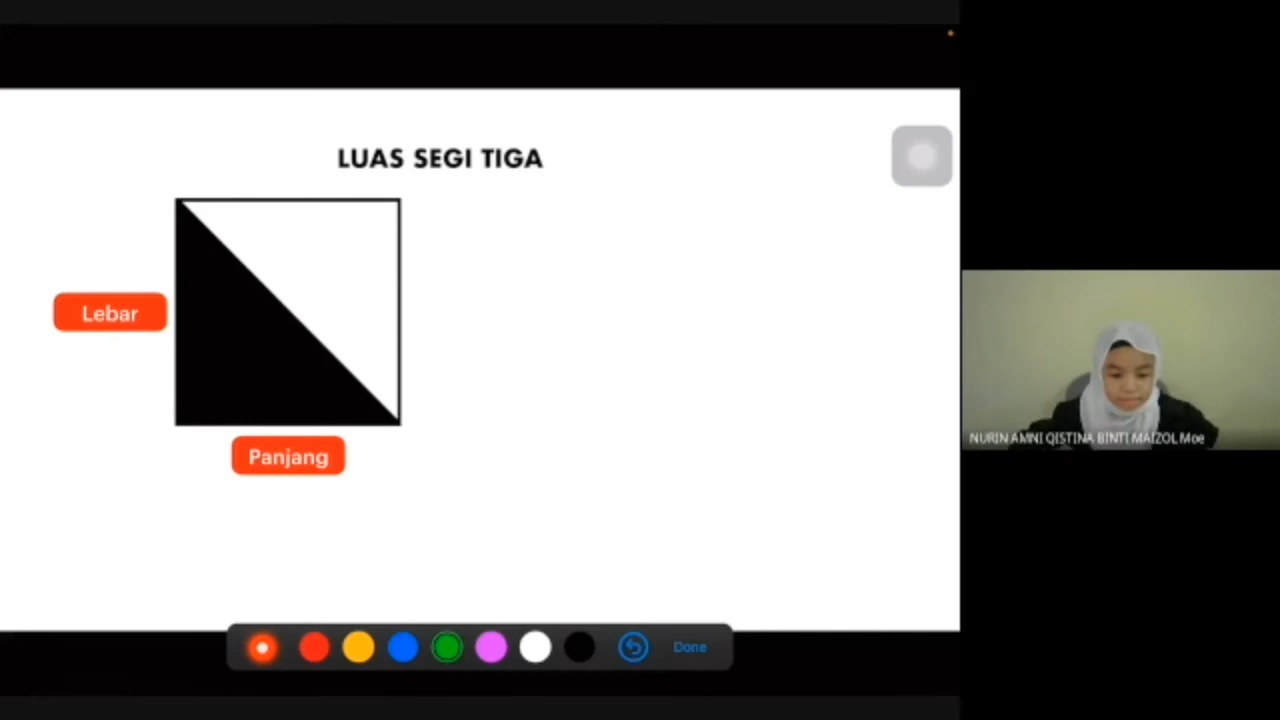 LUAS SEGI TIGA
Lebar
Panjang
Done
NURIN AMNI QISTINA BINTI MAIZOL Moe